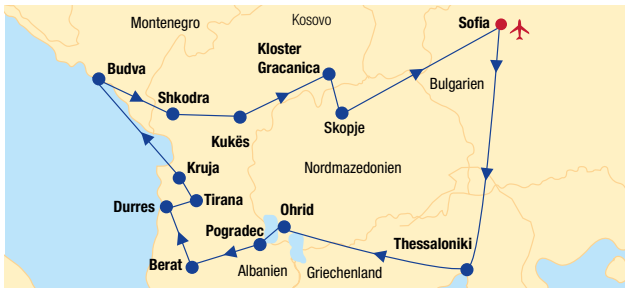 Montenegro
Kosovo
Sofia
Budva
Kloster
Gracanica
Bulgarien
Shkodra
Kukës
Skopje
Kruja
Nordmazedonien
Tirana
Durres
Ohrid
Pogradec
Thessaloniki
Berat
Albanien
Griechenland